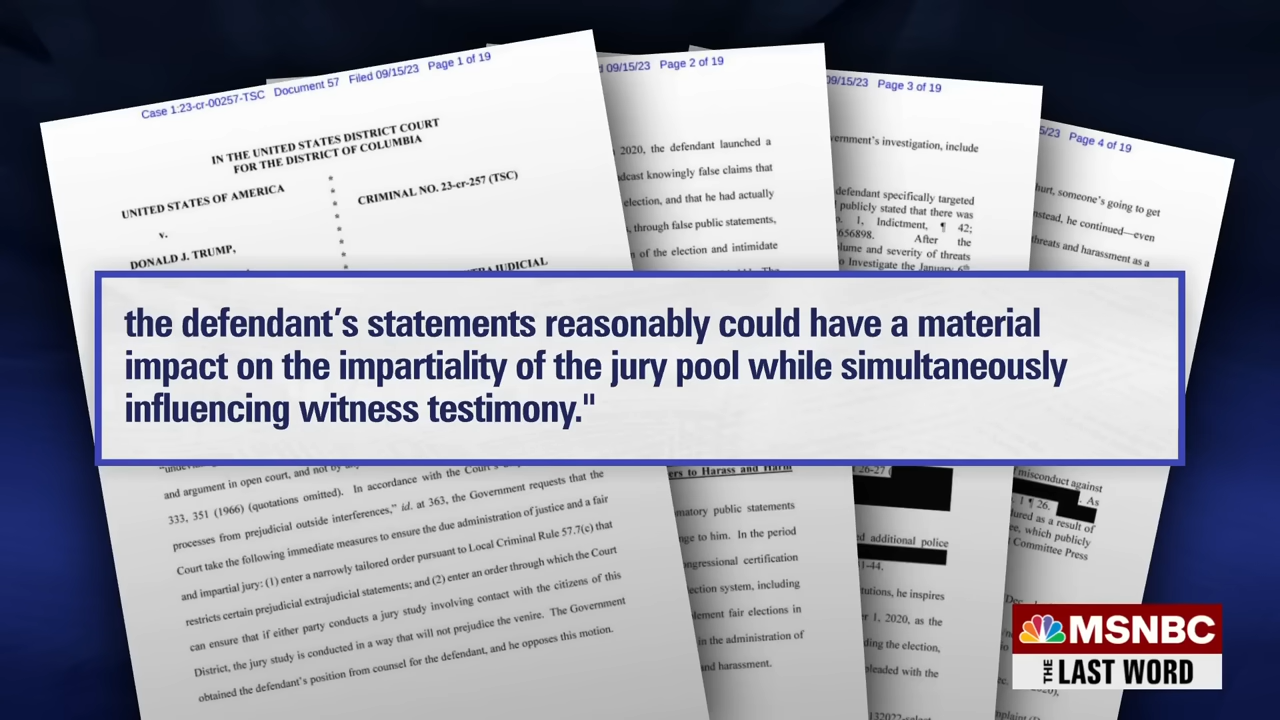 Case 1:23-cr-00257-TSC Document 57 Filed 09/15/23 Page 1 of 19
IN THE UNITED STATES DISTRICT COURT
FOR THE DISTRICT OF COLUMBIA
UNITED STATES OF AMERICA
v.
DONALD J. TRUMP,
*
*
*
*
*
*
*
*
CRIMINAL NO. 23-cr-257 (TSC)
the defendant's statements reasonably could have a material
impact on the impartiality of the jury pool while simultaneously
influencing witness testimony."
and argument in open court, and not by
333, 351 (1966) (quotations omitted). In accordance with the Court's
processes from prejudicial outside interferences," id. at 363, the Government requests that the
Court take the following immediate measures to ensure the due administration of justice and a fair
and impartial jury: (1) enter a narrowly tailored order pursuant to Local Criminal Rule 57.7(c) that
restricts certain prejudicial extrajudicial statements; and (2) enter an order through which the Court
can ensure that if either party conducts a jury study involving contact with the citizens of this
District, the jury study is conducted in a way that will not prejudice the venire. The Government
obtained the defendant's position from counsel for the defendant, and he opposes this motion.
09/15/23 Page 2 of 19
2020, the defendant launched a
knowingly false claims that
election, and that he had actually
, through false public statements,
of the election and intimidate
to Harass and Harm
public statements
to him. In the period
certification
system, including
fair elections in
in the administration of
and harassment.
09/15/23 Page 3 of 19
investigation, include
defendant specifically targeted
publicly stated that there was
1, Indictment, ¶ 42;
After the
and severity of threats
to Investigate the January 6th
26-27 (
additional police
1-44.
he inspires
1, 2020, as the
the election,
with the
Page 4 of 19
hurt, someone's going to get
he continued—even
threats and harassment as a
misconduct against
. As
1 ¶ 26.
as a result of
which publicly
Committee Press
MSNBC
THE LAST WORD